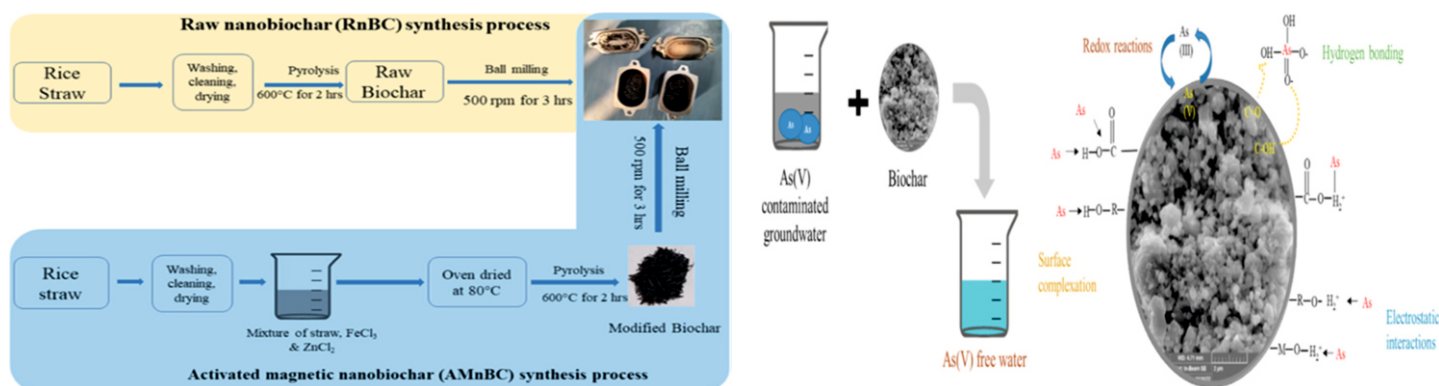 Raw nanobiochar (RnBC) synthesis process
Rice
Straw
Washing,
cleaning,
drying
Pyrolysis
600°C for 2 hrs
Raw
Biochar
Ball milling
500 rpm for 3 hrs
Ball milling
500 rpm for 3 hrs
Rice
straw
Washing,
cleaning,
drying
Mixture of straw, FeCl3
& ZnCl2
Oven dried
at 80°C
Pyrolysis
600°C for 2 hrs
Modified Biochar
Activated magnetic nanobiochar (AMnBC) synthesis process
As
As
As(V)
contaminated
groundwater
+
Biochar
As(V) free water
Redox reactions
As
(III)
As
(V)
OH
OH-As-O-
O
Hydrogen bonding
C=O
C-OH
O
As
H-O-C
As
H-O-R
Surface
complexation
O
As
C-O-H2+
R-O-H2+
As
M-O-H2+
As
Electrostatic
interactions